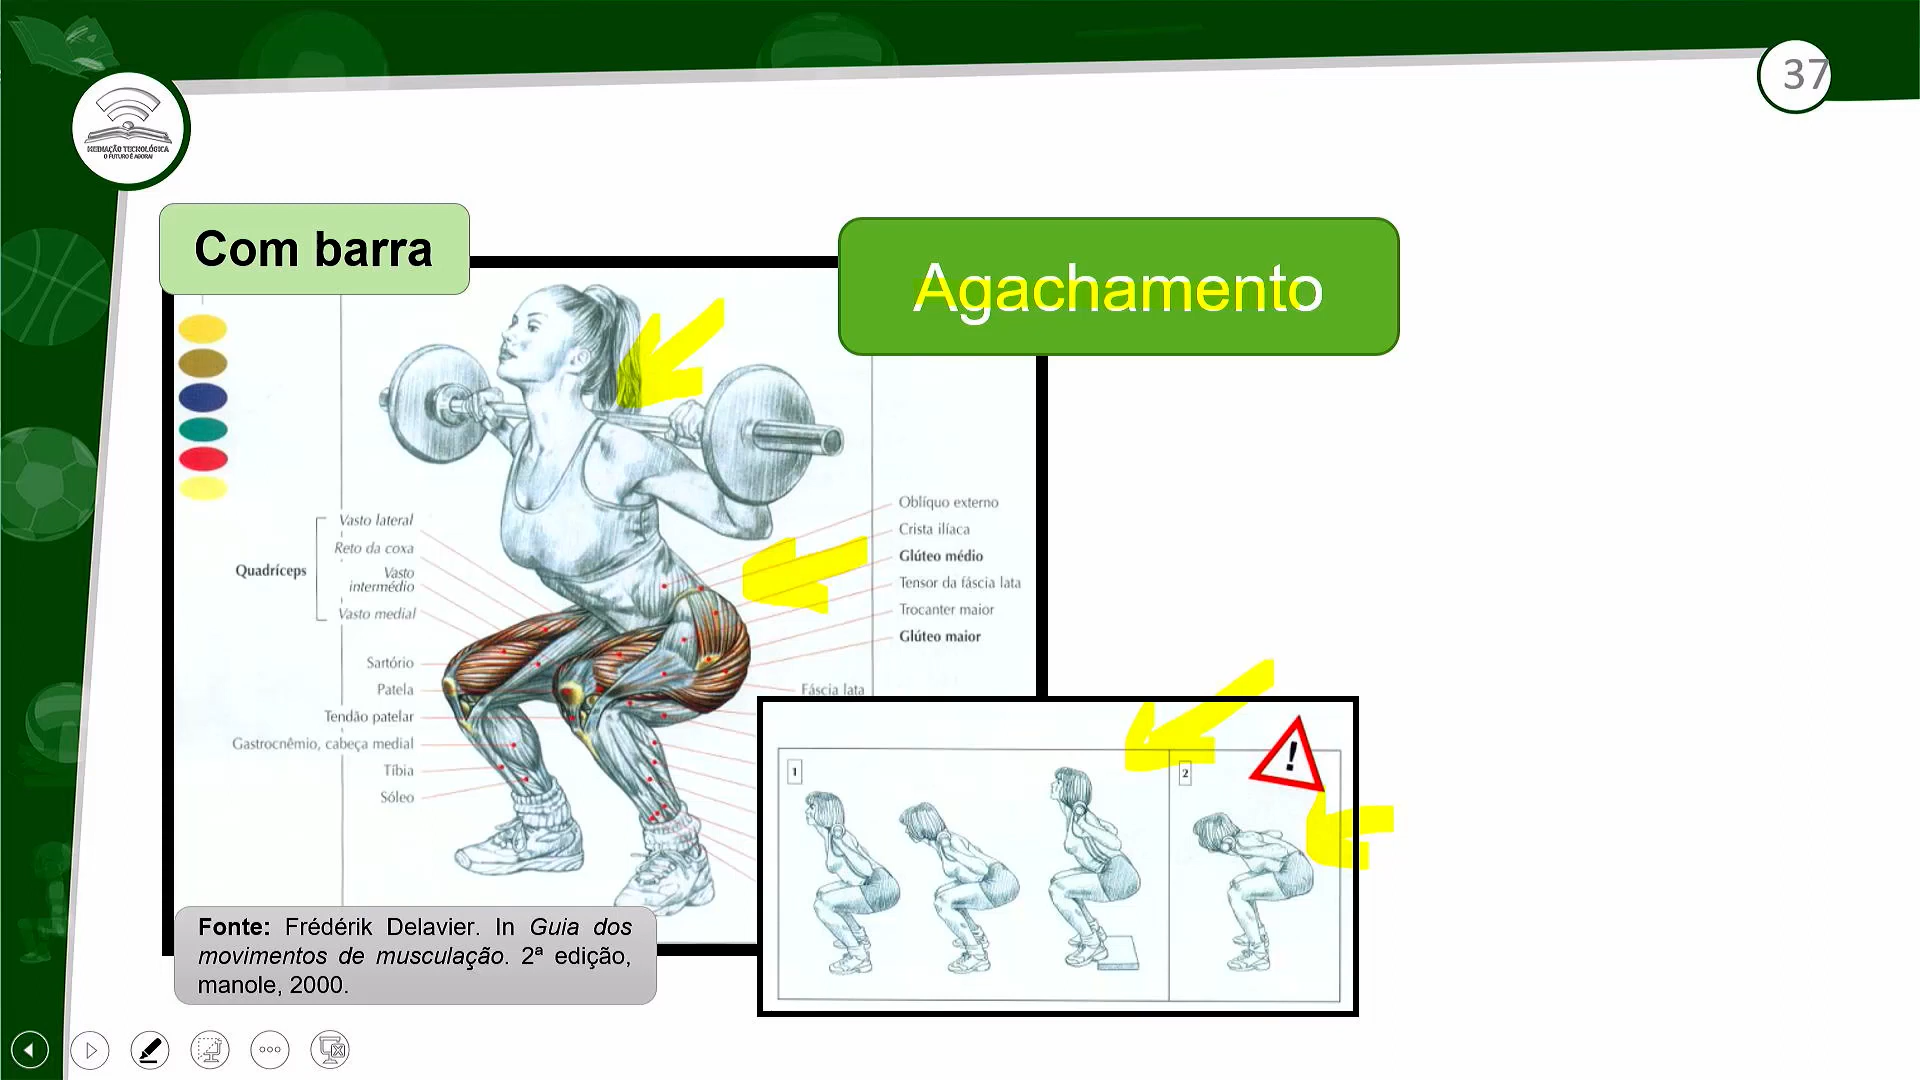 37
MEDIAÇÃO TECNOLÓGICA
O FUTURO É AGORA!
Com barra
Agachamento
Vasto lateral
Reto da coxa
Vasto
intermédio
Vasto medial
Quadríceps
Sartório
Patela
Tendão patelar
Gastrocnêmio, cabeça medial
Tíbia
Sóleo
Oblíquo externo
Crista ilíaca
Glúteo médio
Tensor da fáscia lata
Trocanter maior
Glúteo maior
Fáscia lata
1
2
!
Fonte: Frédérik Delavier. In Guia dos
movimentos de musculação. 2ª edição,
manole, 2000.